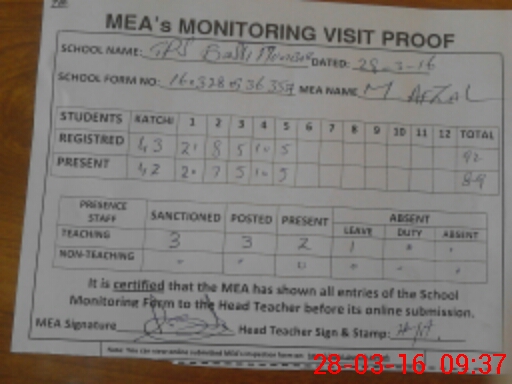 MEA's MONITORING VISIT PROOF
SCHOOL NAME: GPS DATED: 28-3-16
SCHOOL FORM NO: MEA NAME M AFZAL
STUDENTS KATCHI 1 2 3 4 5 6 7 8 9 10 11 12 TOTAL
REGISTRED 43 21 8 5 10 5 92
PRESENT 42 20 7 5 10 5 89
PRESENCE STAFF SANCTIONED POSTED PRESENT ABSENT
LEAVE DUTY ABSENT
TEACHING 3 3 2 1
NON-TEACHING
It is certified that the MEA has shown all entries of the School
Monitoring Form to the Head Teacher before its online submission.
MEA Signature Head Teacher Sign & Stamp:
28-03-16 09:37